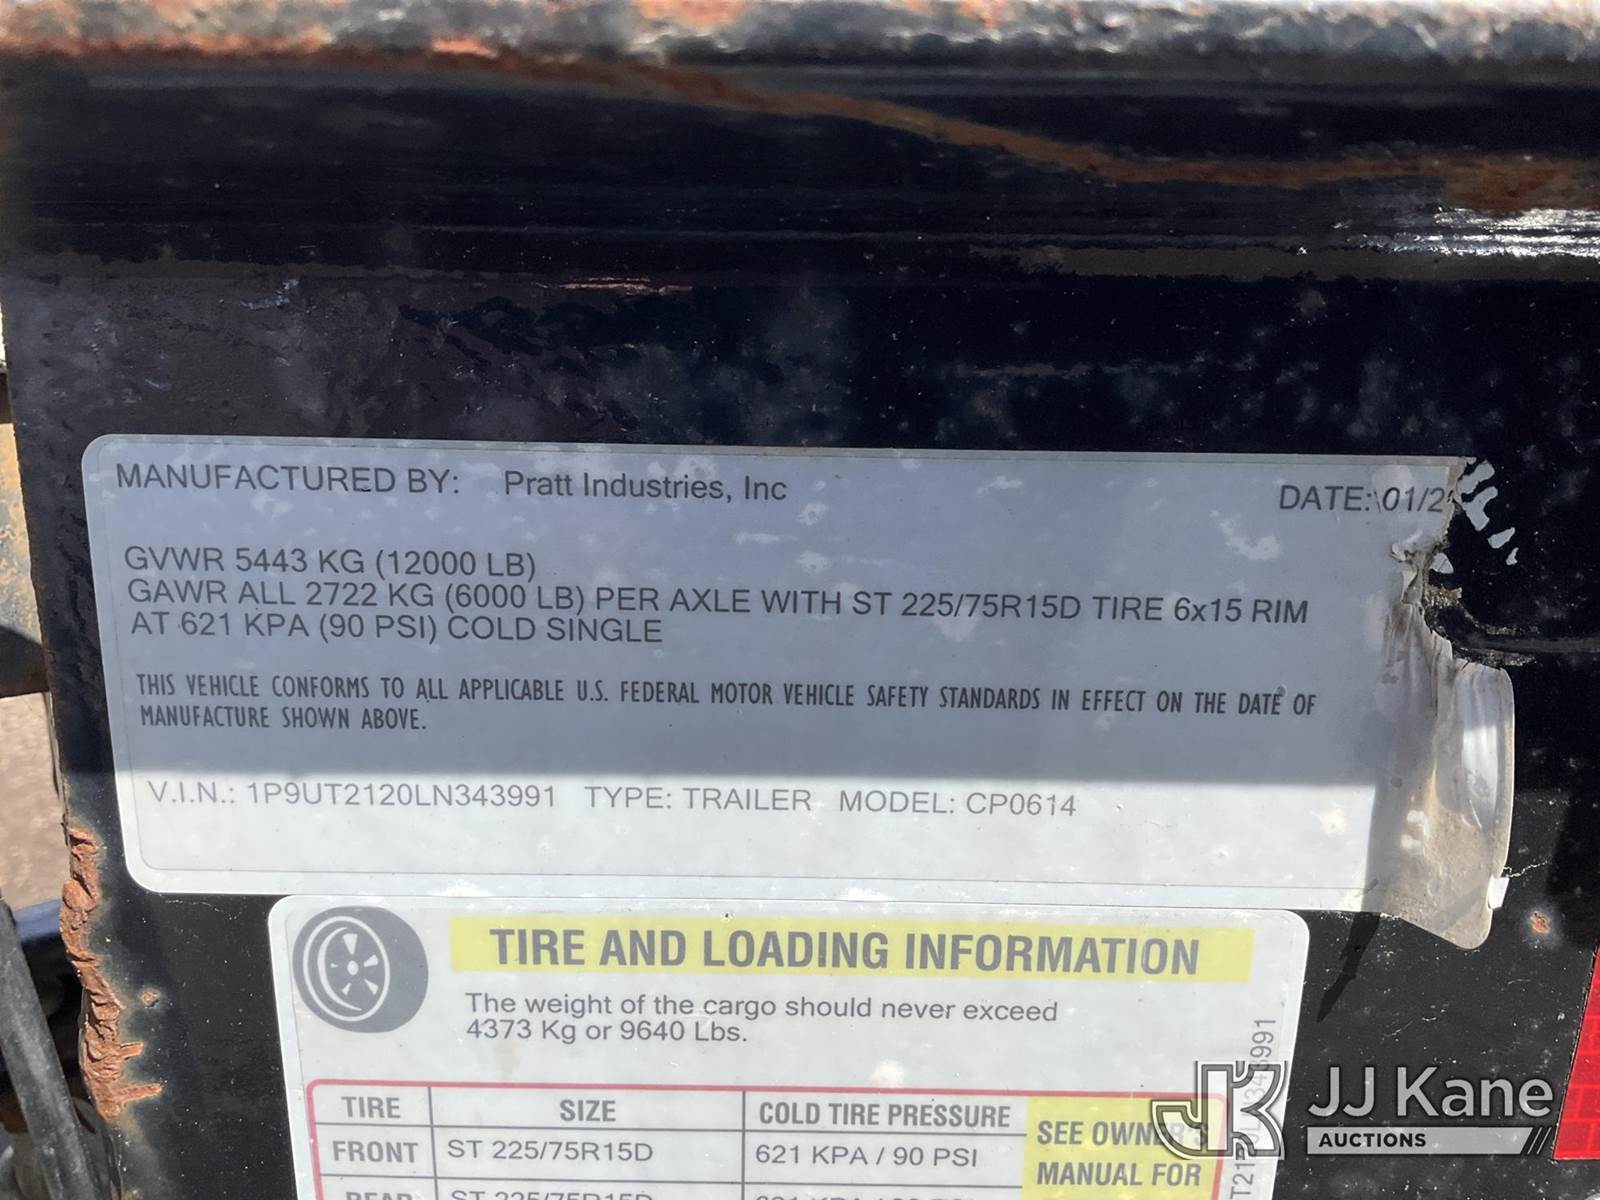 MANUFACTURED BY: Pratt Industries, Inc DATE: 01/2
GVWR 5443 KG (12000 LB)
GAWR ALL 2722 KG (6000 LB) PER AXLE WITH ST 225/75R15D TIRE 6x15 RIM
AT 621 KPA (90 PSI) COLD SINGLE
THIS VEHICLE CONFORMS TO ALL APPLICABLE U.S. FEDERAL MOTOR VEHICLE SAFETY STANDARDS IN EFFECT ON THE DATE OF
MANUFACTURE SHOWN ABOVE.
V.I.N.: 1P9UT2120LN343991 TYPE: TRAILER MODEL: CP0614
TIRE AND LOADING INFORMATION
The weight of the cargo should never exceed
4373 Kg or 9640 Lbs.
TIRE SIZE COLD TIRE PRESSURE
SEE OWNER'S
FRONT ST 225/75R15D 621 KPA / 90 PSI
MANUAL FOR
REAR ST 225/75R15D
JJ Kane
AUCTIONS